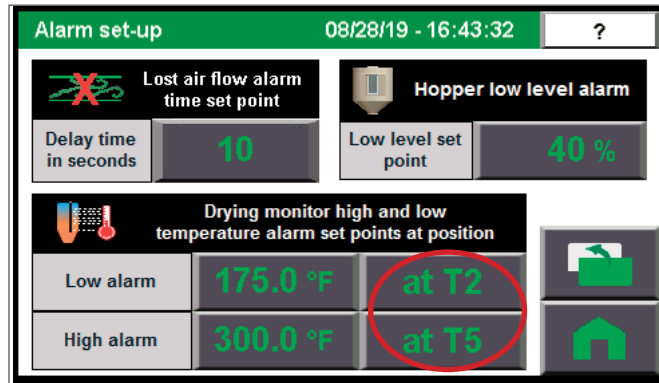 Alarm set-up 08/28/19 - 16:43:32 ?
Lost air flow alarm
time set point
Hopper low level alarm
Delay time
in seconds
10
Low level set
point
40 %
Drying monitor high and low
temperature alarm set points at position
Low alarm 175.0 °F at T2
High alarm 300.0 °F at T5